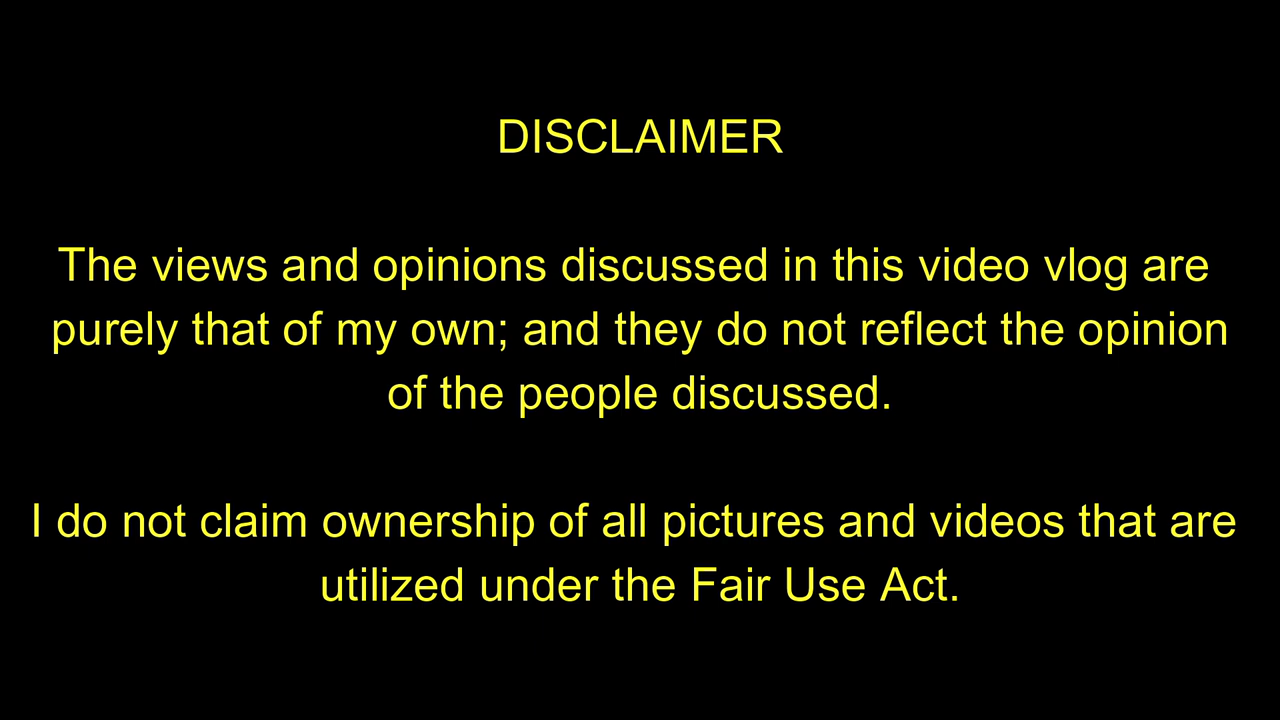 DISCLAIMER
The views and opinions discussed in this video vlog are
purely that of my own; and they do not reflect the opinion
of the people discussed.
I do not claim ownership of all pictures and videos that are
utilized under the Fair Use Act.